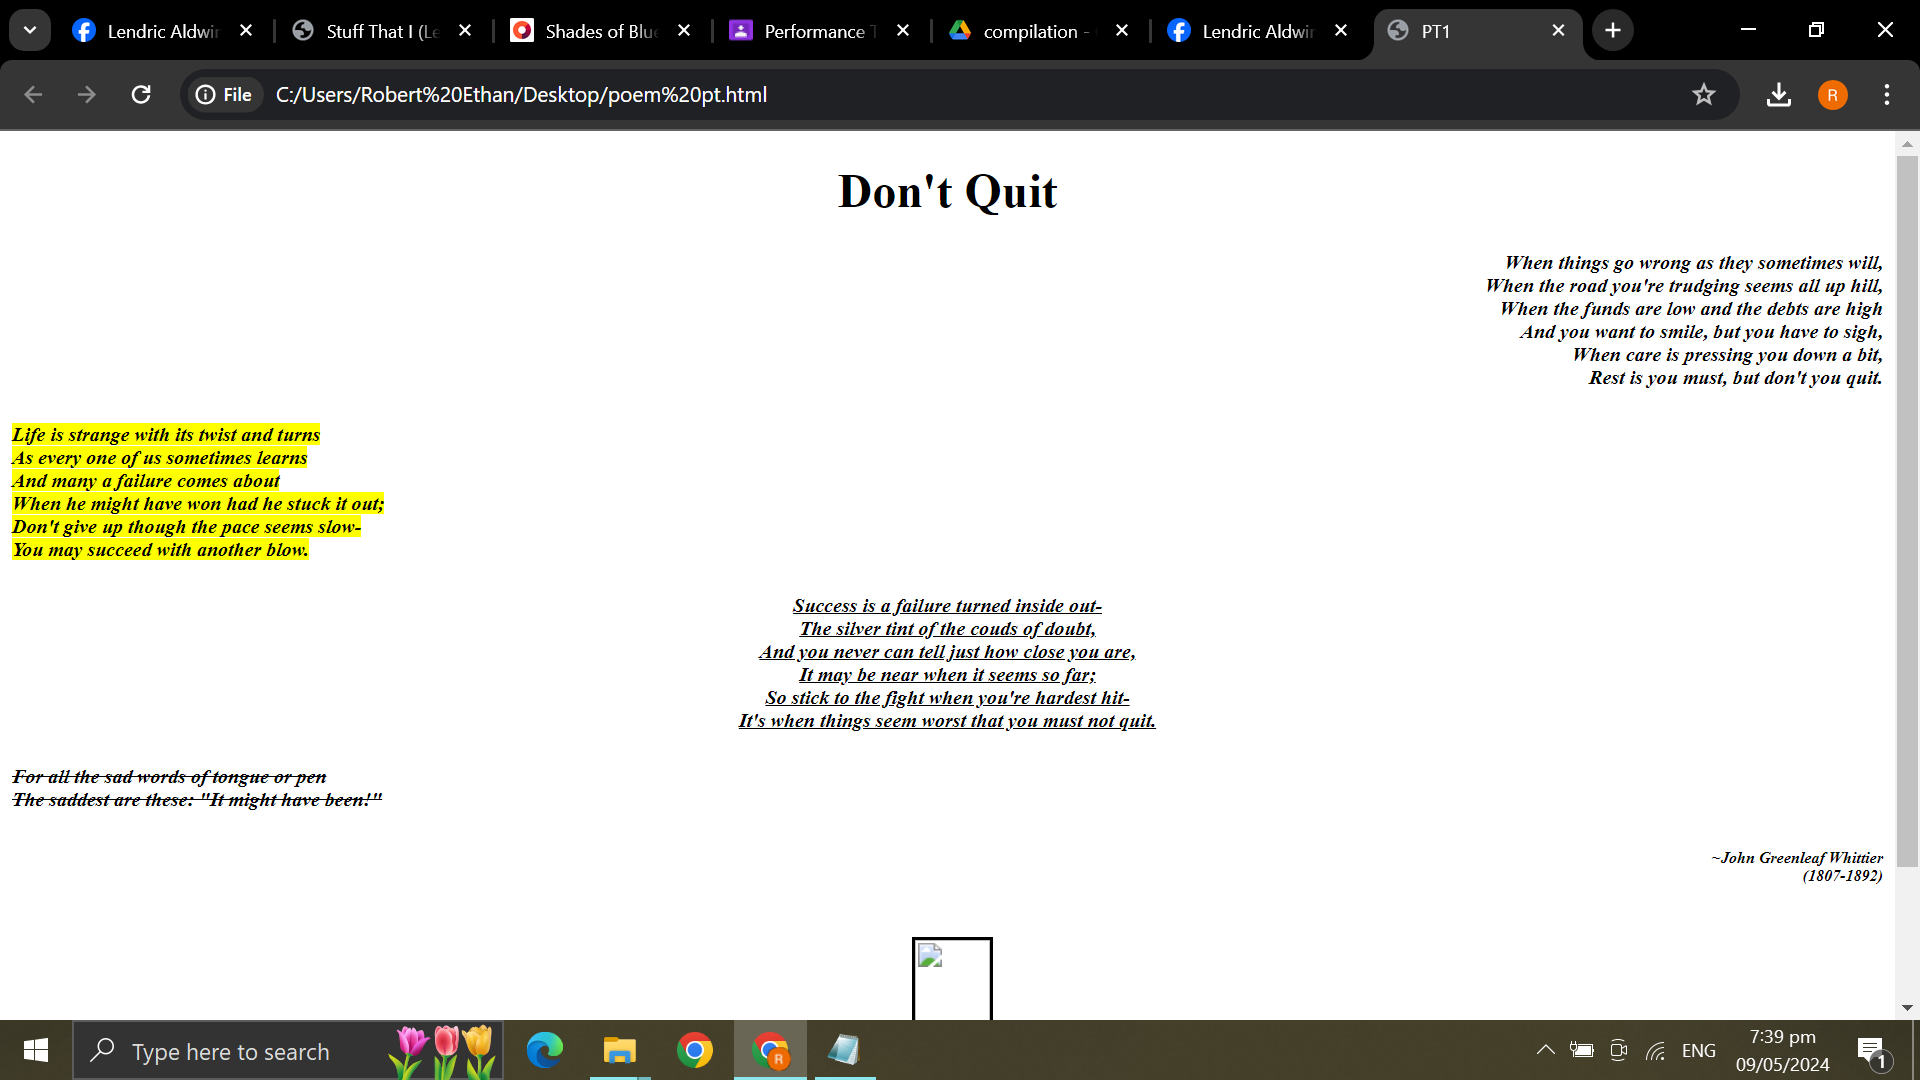 Lendric Aldwin
Stuff That I (Le
Shades of Blue
Performance T
compilation -
Lendric Aldwin
PT1
File
C:/Users/Robert%20Ethan/Desktop/poem%20pt.html
R
Don't Quit
When things go wrong as they sometimes will,
When the road you're trudging seems all up hill,
When the funds are low and the debts are high
And you want to smile, but you have to sigh,
When care is pressing you down a bit,
Rest is you must, but don't you quit.
Life is strange with its twist and turns
As every one of us sometimes learns
And many a failure comes about
When he might have won had he stuck it out;
Don't give up though the pace seems slow-
You may succeed with another blow.
Success is a failure turned inside out-
The silver tint of the couds of doubt,
And you never can tell just how close you are,
It may be near when it seems so far;
So stick to the fight when you're hardest hit-
It's when things seem worst that you must not quit.
For all the sad words of tongue or pen
The saddest are these: "It might have been!"
~John Greenleaf Whittier
(1807-1892)
Type here to search
R
ENG
7:39 pm
09/05/2024
1